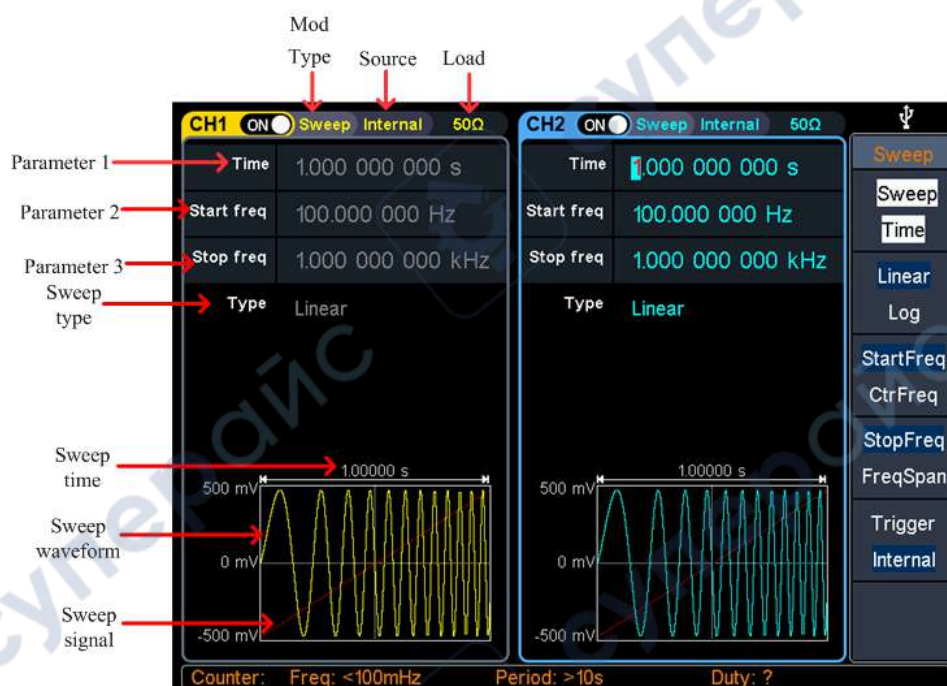 Mod
Type
Source
Load
CH1 ON Sweep Internal 50Ω
CH2 ON Sweep Internal 50Ω
Parameter 1
Time 1.000 000 000 s
Time 1.000 000 000 s
Sweep
Parameter 2
Start freq 100.000 000 Hz
Start freq 100.000 000 Hz
Sweep
Time
Parameter 3
Stop freq 1.000 000 000 kHz
Stop freq 1.000 000 000 kHz
Linear
Log
Sweep
type
Type Linear
Type Linear
StartFreq
CtrFreq
StopFreq
FreqSpan
Trigger
Internal
Sweep
time
1.00000 s
500 mV
0 mV
-500 mV
1.00000 s
500 mV
0 mV
-500 mV
Sweep
waveform
Sweep
signal
Counter: Freq: <100mHz Period: >10s Duty: ?
суперайс